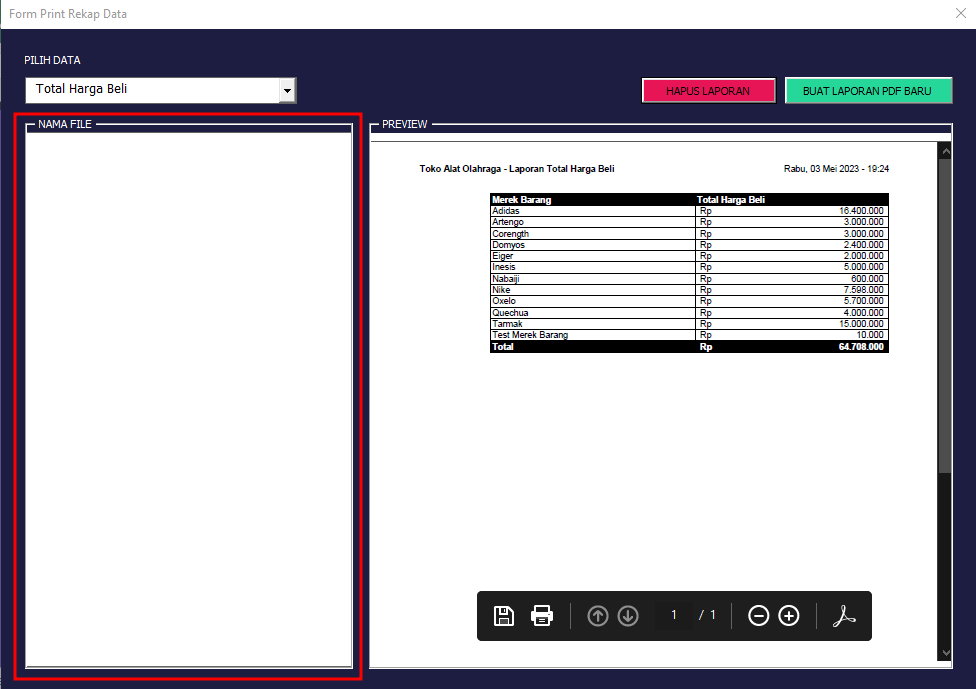 Form Print Rekap Data
PILIH DATA
Total Harga Beli
HAPUS LAPORAN
BUAT LAPORAN PDF BARU
NAMA FILE
PREVIEW
Toko Alat Olahraga - Laporan Total Harga Beli Rabu, 03 Mei 2023 - 19:24
Merek Barang Total Harga Beli
Adidas Rp 16.400.000
Artengo Rp 3.000.000
Corength Rp 3.000.000
Domyos Rp 2.400.000
Eiger Rp 2.000.000
Inesis Rp 5.000.000
Nabaiji Rp 600.000
Nike Rp 7.598.000
Oxelo Rp 5.700.000
Quechua Rp 4.000.000
Tarmak Rp 15.000.000
Test Merek Barang Rp 10.000
Total Rp 64.708.000
1 / 1